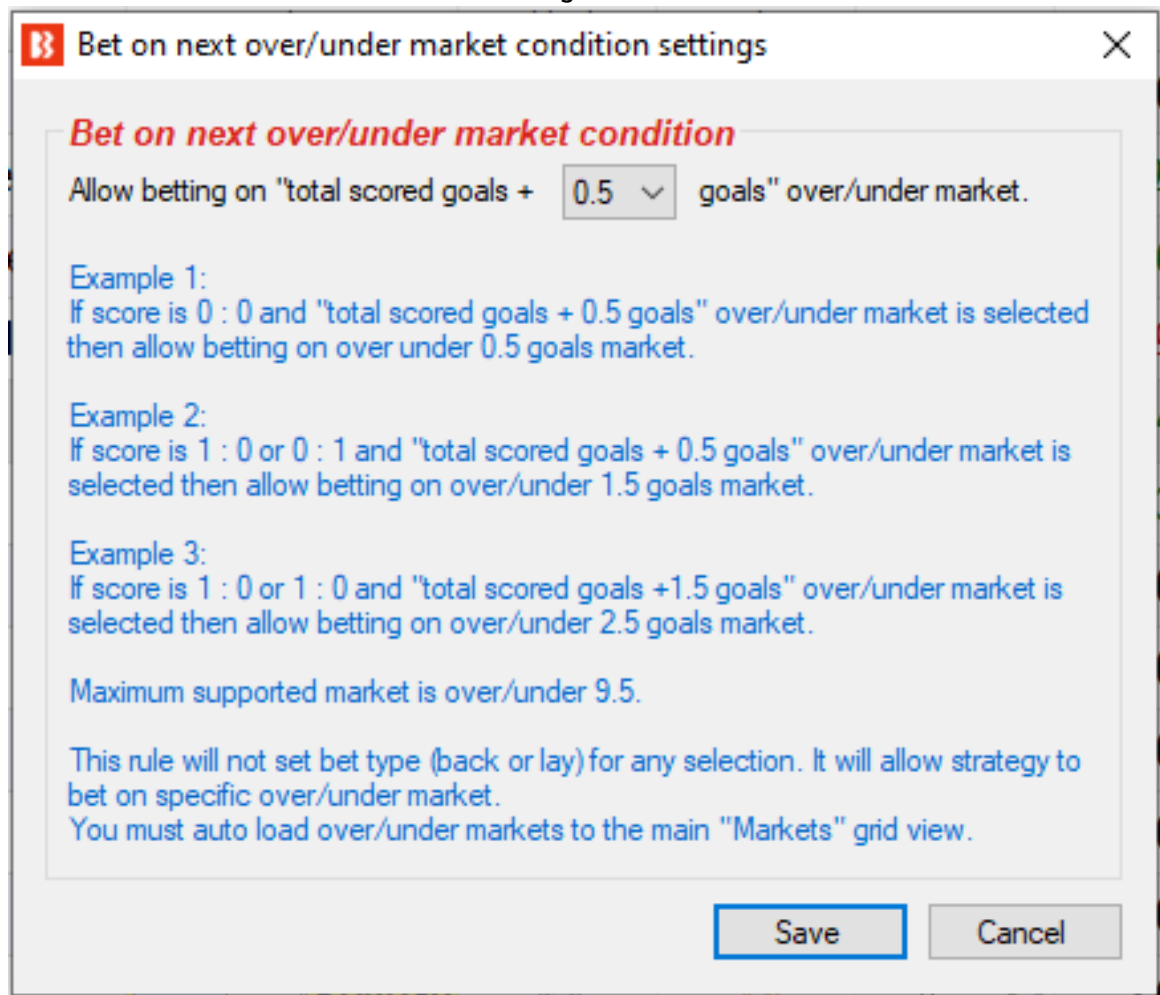 Bet on next over/under market condition settings
Bet on next over/under market condition
Allow betting on "total scored goals + 0.5 goals" over/under market.
Example 1:
If score is 0 : 0 and "total scored goals + 0.5 goals" over/under market is selected
then allow betting on over under 0.5 goals market.
Example 2:
If score is 1 : 0 or 0 : 1 and "total scored goals + 0.5 goals" over/under market is
selected then allow betting on over/under 1.5 goals market.
Example 3:
If score is 1 : 0 or 1 : 0 and "total scored goals +1.5 goals" over/under market is
selected then allow betting on over/under 2.5 goals market.
Maximum supported market is over/under 9.5.
This rule will not set bet type (back or lay) for any selection. It will allow strategy to
bet on specific over/under market.
You must auto load over/under markets to the main "Markets" grid view.
Save Cancel